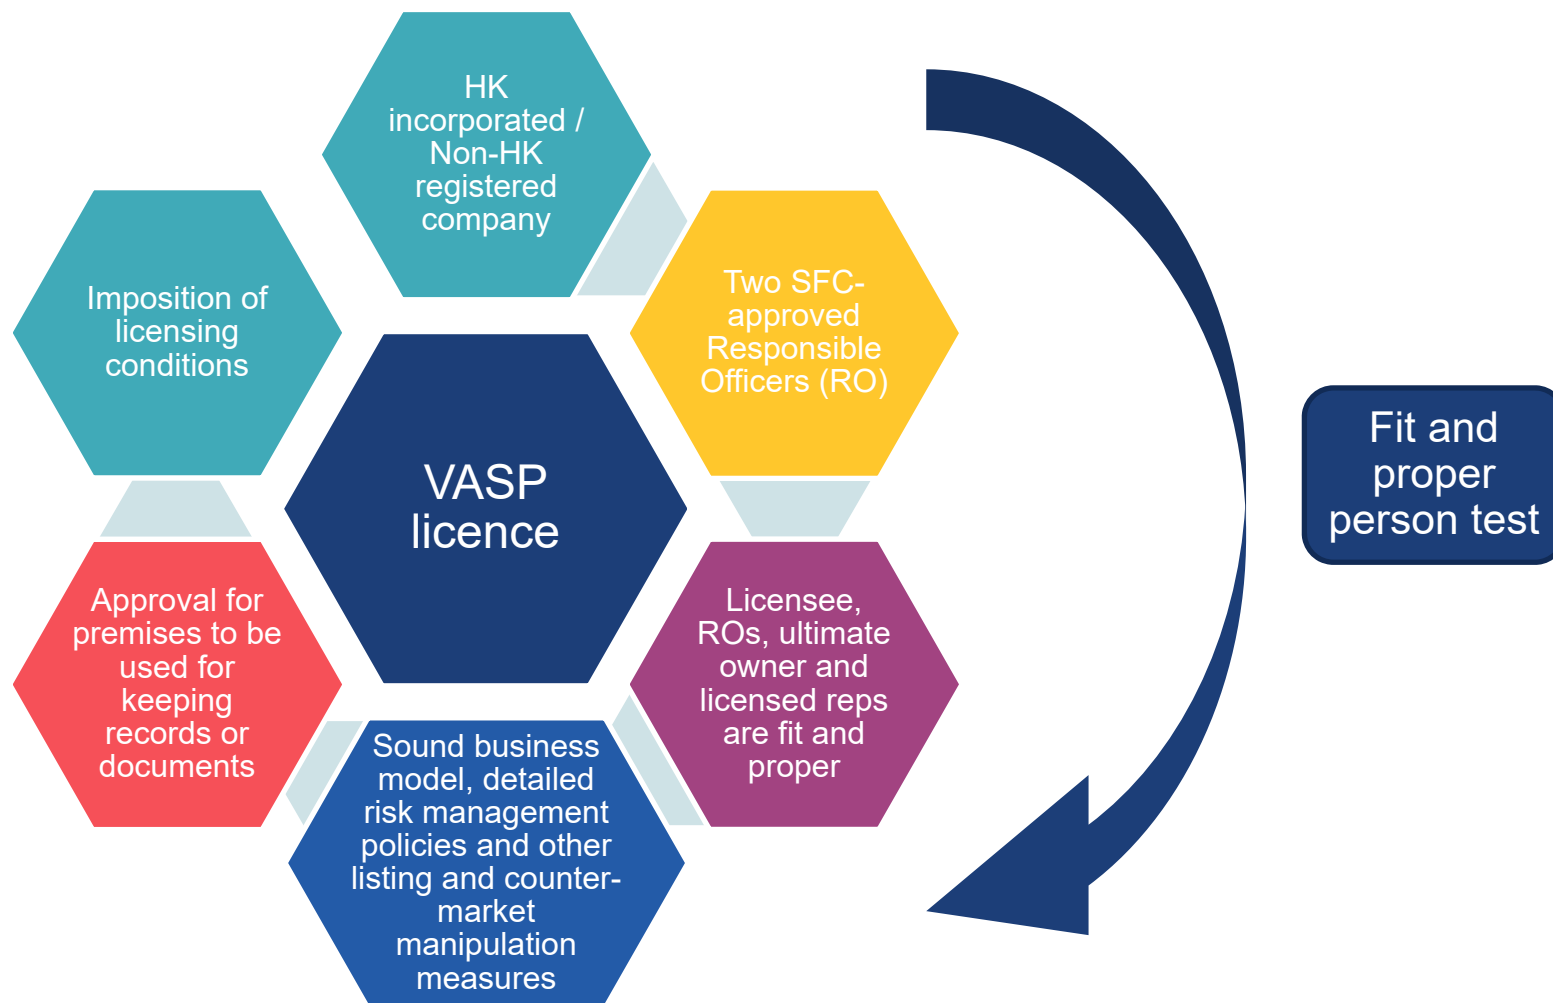 HK
incorporated /
Non-HK
registered
company
Two SFC-
approved
Responsible
Officers (RO)
Licensee,
ROs, ultimate
owner and
licensed reps
are fit and
proper
Sound business
model, detailed
risk management
policies and other
listing and counter-
market
manipulation
measures
Approval for
premises to be
used for
keeping
records or
documents
Imposition of
licensing
conditions
VASP
licence
Fit and
proper
person test